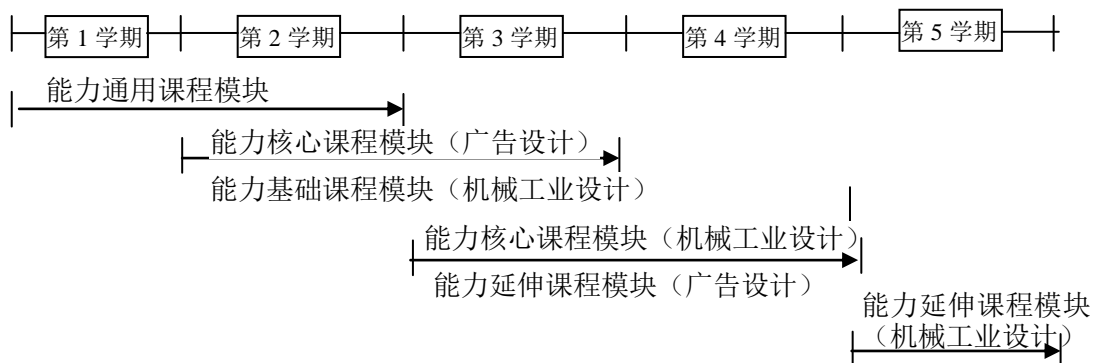 第 1 学期 第 2 学期 第 3 学期 第 4 学期 第 5 学期
能力通用课程模块
能力核心课程模块（广告设计）
能力基础课程模块（机械工业设计）
能力核心课程模块（机械工业设计）
能力延伸课程模块（广告设计）
能力延伸课程模块
（机械工业设计）